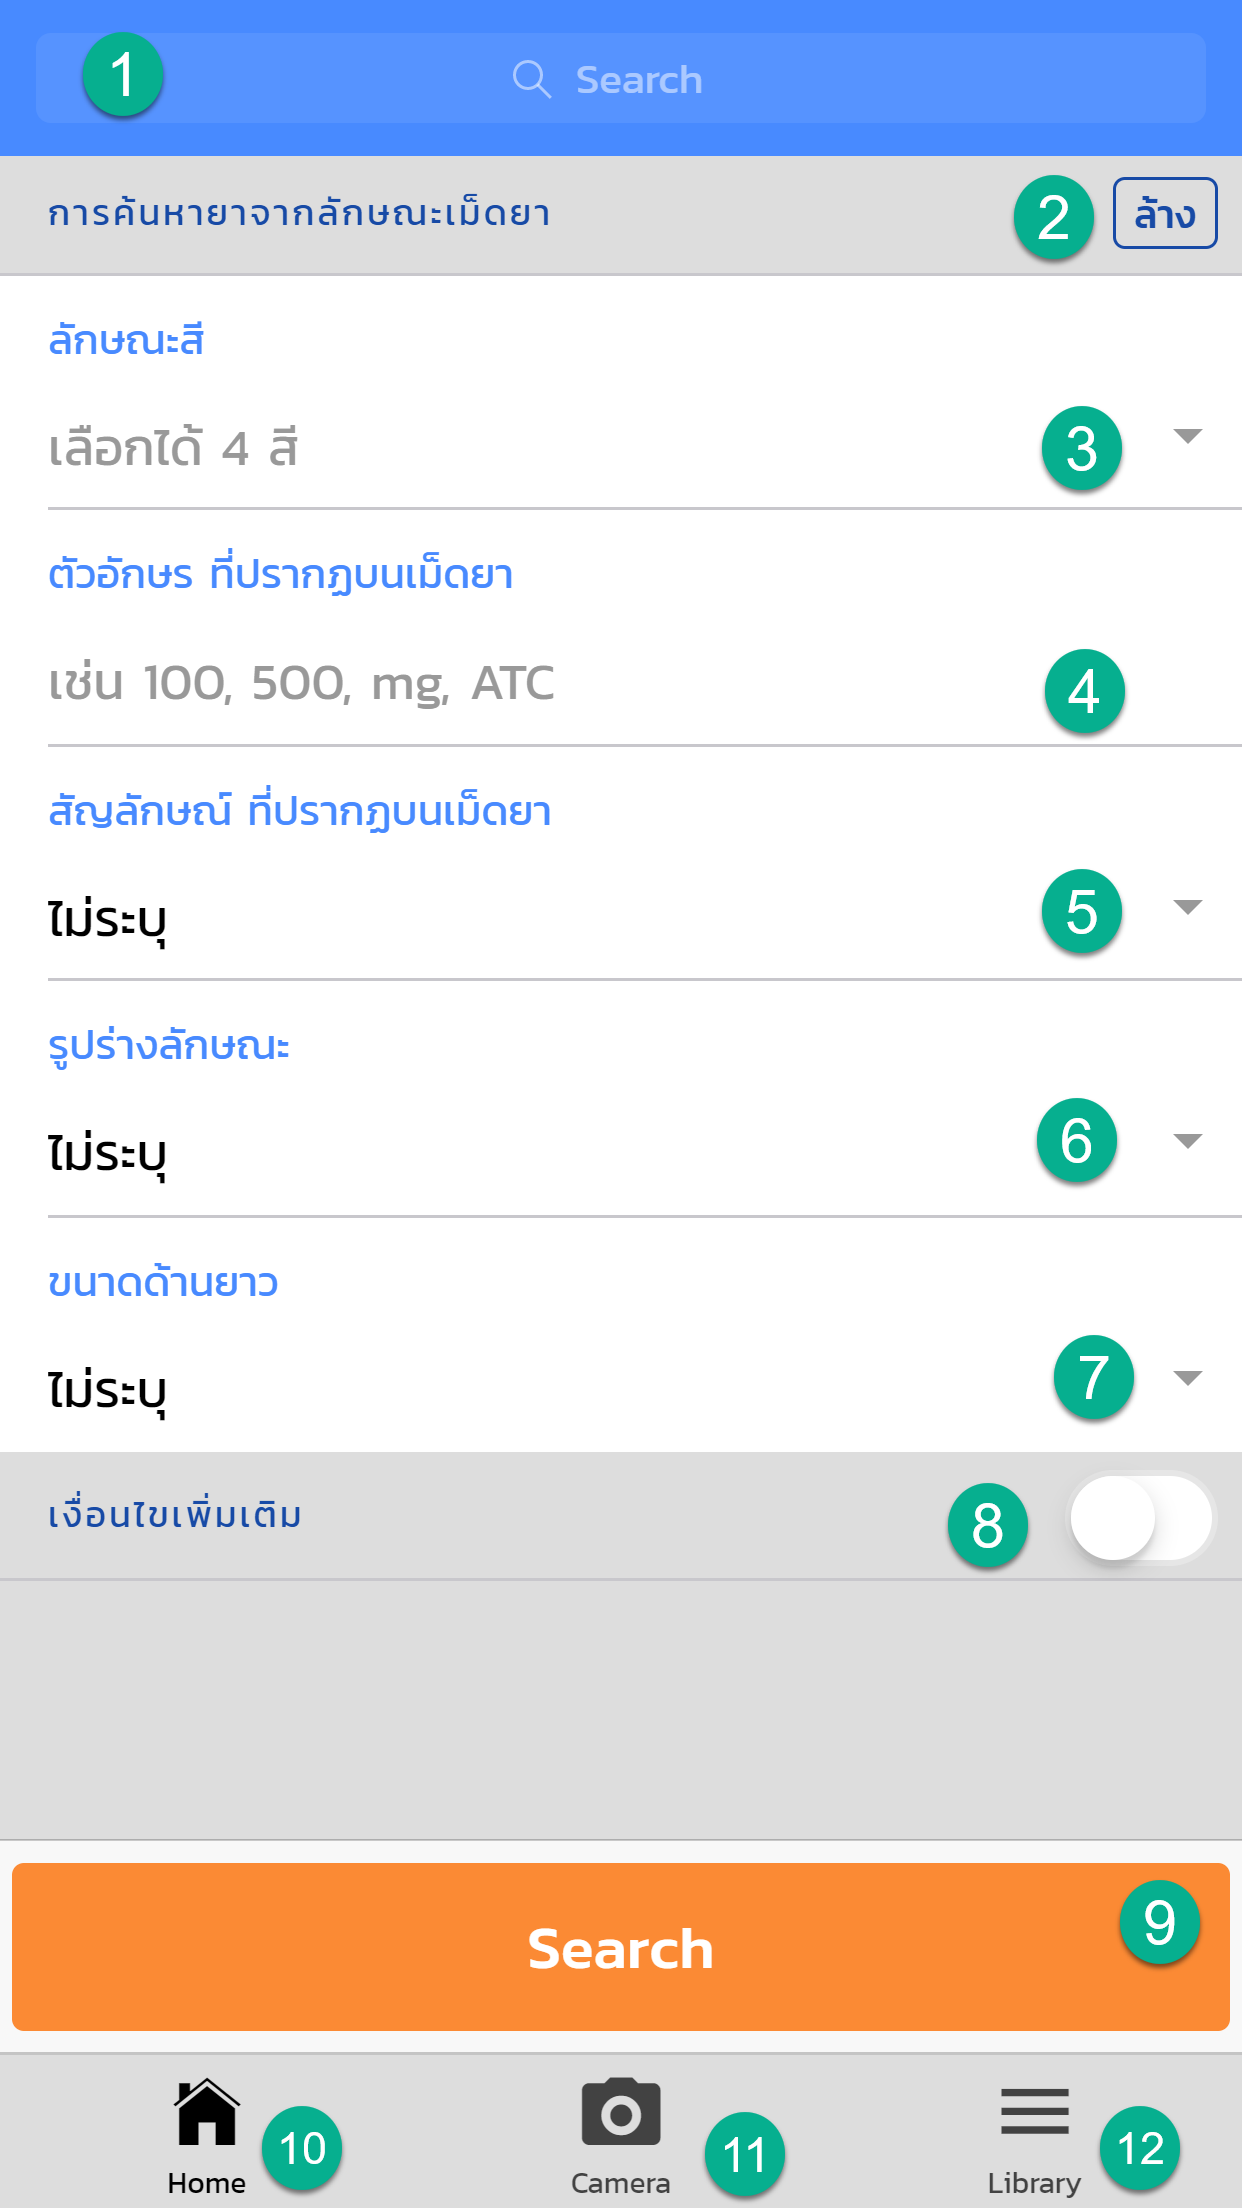 1 Search
การค้นหายาจากลักษณะเม็ดยา 2 ล้าง
ลักษณะสี
เลือกได้ 4 สี 3
ตัวอักษร ที่ปรากฏบนเม็ดยา
เช่น 100, 500, mg, ATC 4
สัญลักษณ์ ที่ปรากฏบนเม็ดยา
ไม่ระบุ 5
รูปร่างลักษณะ
ไม่ระบุ 6
ขนาดด้านยาว
ไม่ระบุ 7
เงื่อนไขเพิ่มเติม 8
Search 9
Home 10 Camera 11 Library 12